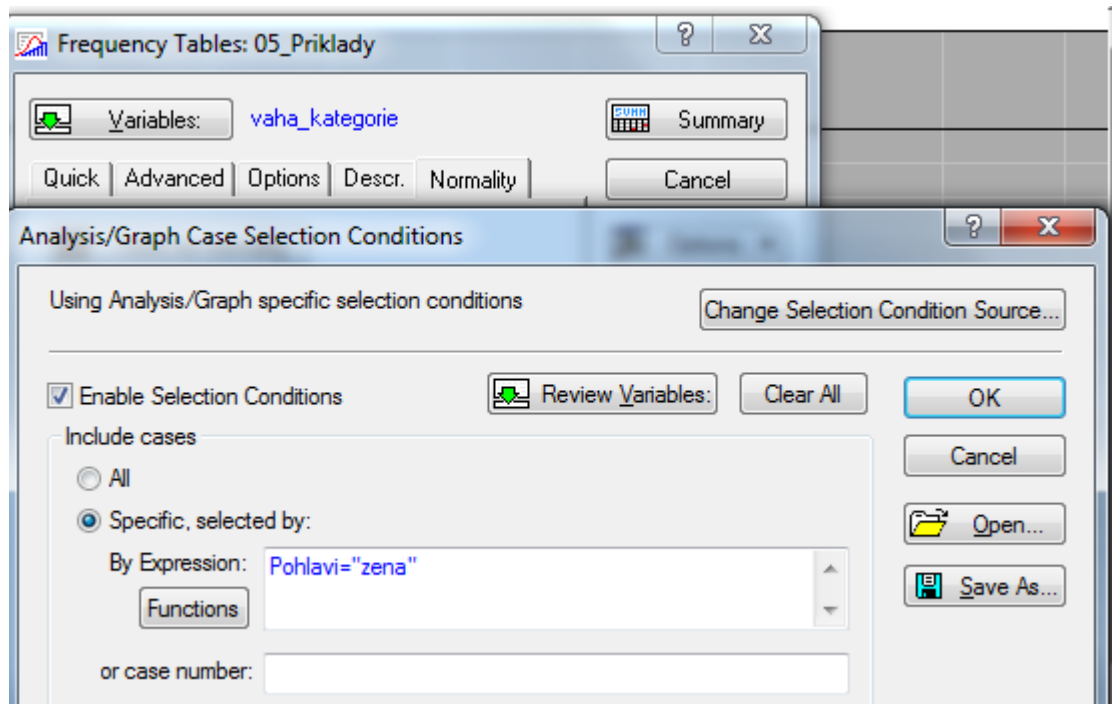 Frequency Tables: 05_Priklady
Variables: vaha_kategorie Summary
Quick Advanced Options Descr. Normality Cancel
Analysis/Graph Case Selection Conditions
Using Analysis/Graph specific selection conditions Change Selection Condition Source...
Enable Selection Conditions Review Variables: Clear All OK
Include cases
Cancel
All
Specific, selected by:
Open...
By Expression: Pohlavi="zena"
Functions
Save As...
or case number: